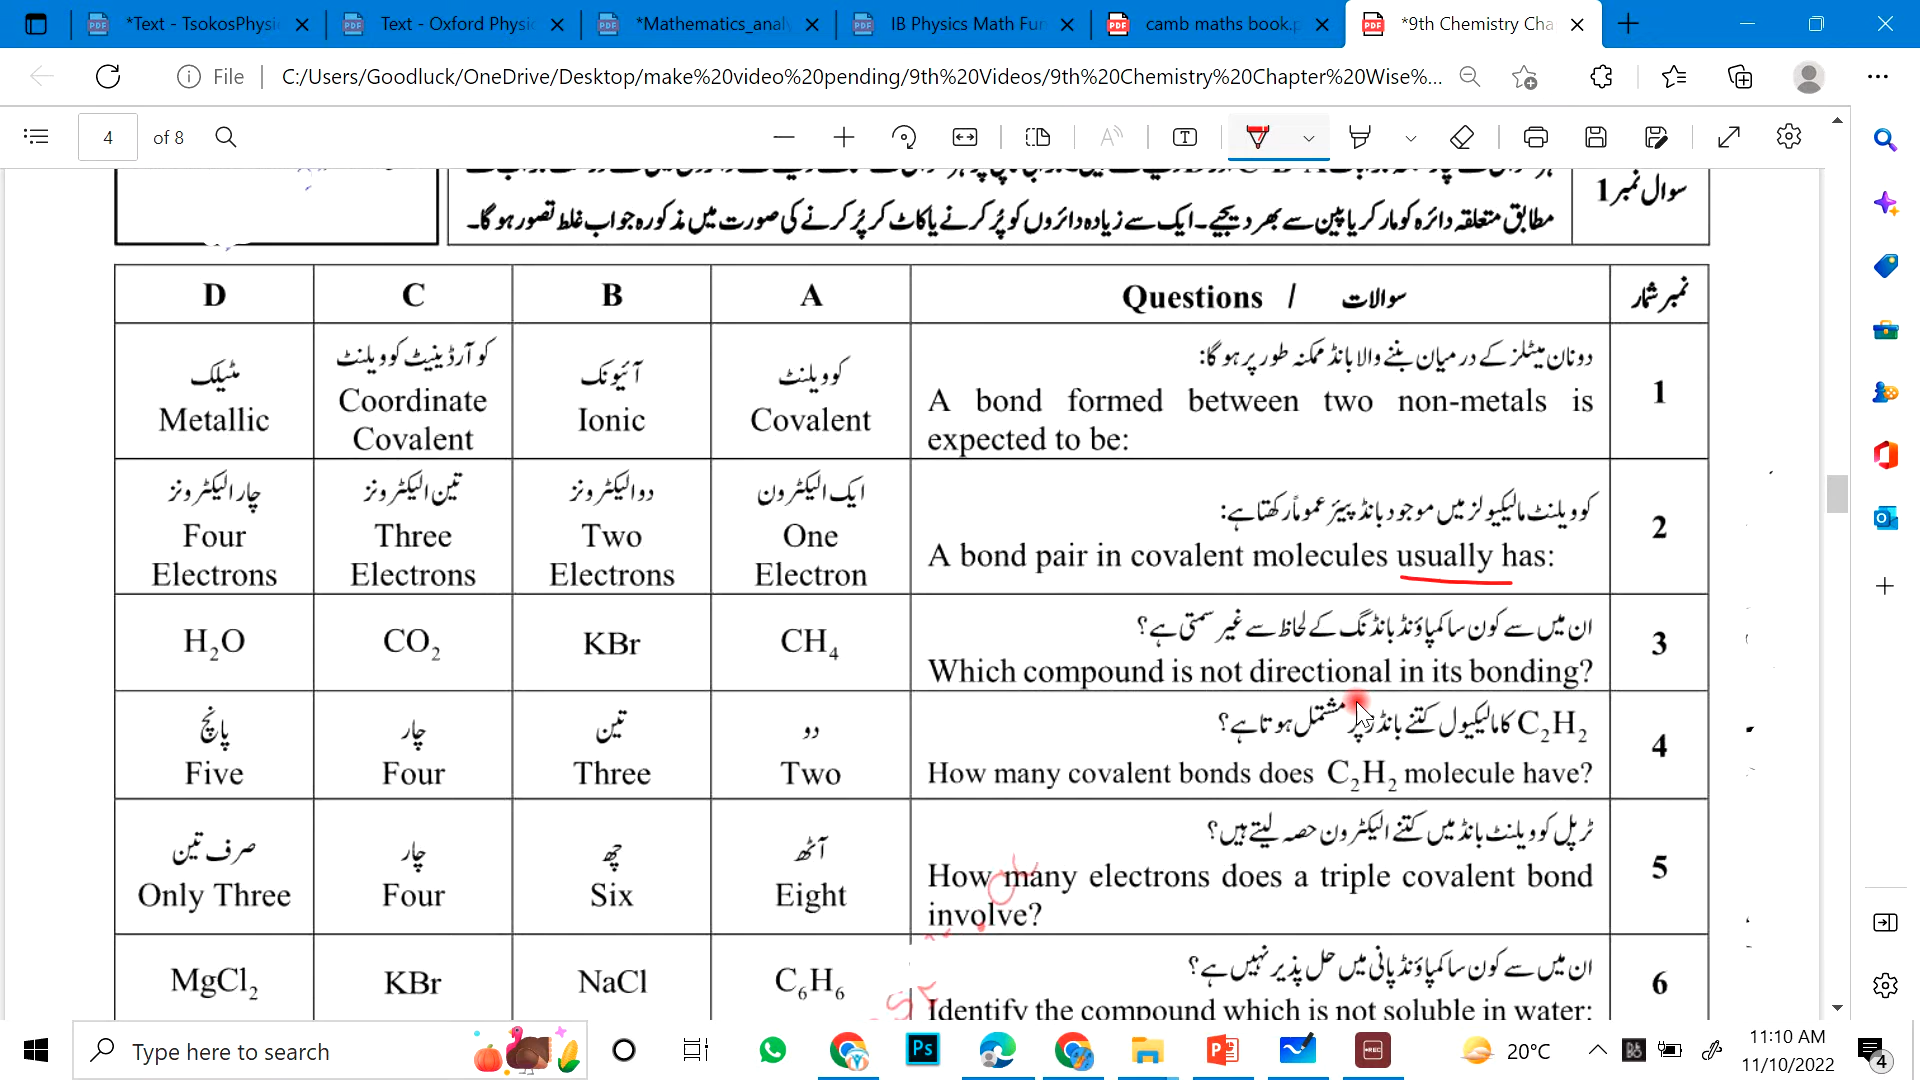 *Text - TsokosPhysi
Text - Oxford Physi
*Mathematics_anal
IB Physics Math Fun
camb maths book.p
*9th Chemistry Cha
File
C:/Users/Goodluck/OneDrive/Desktop/make%20video%20pending/9th%20Videos/9th%20Chemistry%20Chapter%20Wise%...
4 of 8
سوال نمبر 1
مطابق متعلقہ دائرہ کو مارکر یا پین سے بھر دیجیے۔ ایک سے زیادہ دائروں کو پُر کرنے یا کاٹ کر پُر کرنے کی صورت میں مذکورہ جواب غلط تصور ہو گا۔
D C B A Questions / سوالات نمبر شمار
دو نان میٹلز کے درمیان بننے والا بانڈ ممکنہ طور پر ہو گا:
مٹیلک کوآرڈینیٹ کوویلنٹ آئیونک کوویلنٹ
Metallic Coordinate Covalent Ionic Covalent
A bond formed between two non-metals is
expected to be:
1
کوویلنٹ مالیکیولز میں موجود بانڈ پیئر عموماً رکھتا ہے:
چار الیکٹرونز تین الیکٹرونز دو الیکٹرونز ایک الیکٹرون
Four Electrons Three Electrons Two Electrons One Electron
A bond pair in covalent molecules usually has:
2
ان میں سے کون سا کمپاؤنڈ بانڈنگ کے لحاظ سے غیر سمتی ہے؟
H₂O CO₂ KBr CH₄
Which compound is not directional in its bonding?
3
C₂H₂ کا مالیکیول کتنے بانڈز پر مشتمل ہوتا ہے؟
پانچ چار تین دو
Five Four Three Two
How many covalent bonds does C₂H₂ molecule have?
4
ٹرپل کوویلنٹ بانڈ میں کتنے الیکٹرون حصہ لیتے ہیں؟
صرف تین چار چھ آٹھ
Only Three Four Six Eight
How many electrons does a triple covalent bond
involve?
5
ان میں سے کون سا کمپاؤنڈ پانی میں حل پذیر نہیں ہے؟
MgCl₂ KBr NaCl C₆H₆
Identify the compound which is not soluble in water:
6
Type here to search
20°C
11:10 AM
11/10/2022
4